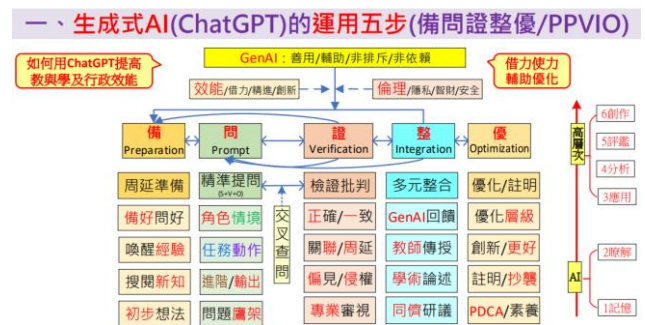 一、生成式AI(ChatGPT)的運用五步(備問證整優/PPVIO)
如何用ChatGPT提高
教與學及行政效能
GenAI：善用/輔助/非排斥/非依賴
借力使力
輔助優化
效能/借力/精進/創新
倫理/隱私/智財/安全
備
Preparation
問
Prompt
證
Verification
整
Integration
優
Optimization
周延準備
精準提問
(S+V+O)
檢證批判
多元整合
優化/註明
備好問好
角色情境
正確/一致
GenAI回饋
優化層級
喚醒經驗
任務動作
關聯/周延
教師傳授
創新/更好
搜閱新知
進階/輸出
偏見/侵權
學術論述
註明/抄襲
初步想法
問題鷹架
專業審視
同儕研議
PDCA/素養
交叉查問
高層次
AI
6創作
5評鑑
4分析
3應用
2瞭解
1記憶